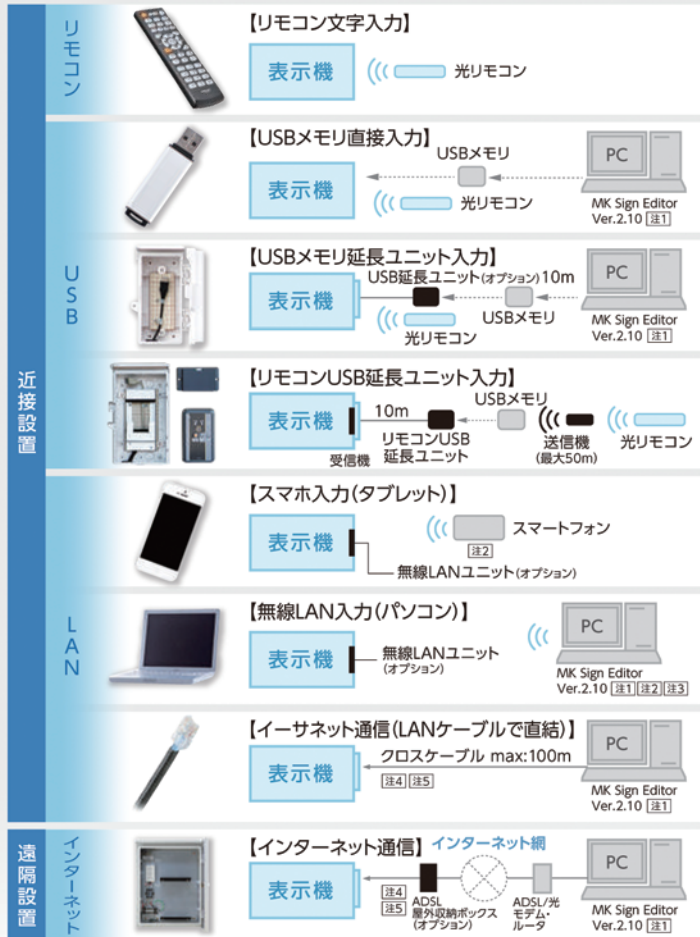 近接設置
リモコン
【リモコン文字入力】
表示機
光リモコン
USB
【USBメモリ直接入力】
表示機
USBメモリ
光リモコン
PC
MK Sign Editor
Ver.2.10 注1
【USBメモリ延長ユニット入力】
表示機
USB延長ユニット(オプション)10m
USBメモリ
光リモコン
PC
MK Sign Editor
Ver.2.10 注1
【リモコンUSB延長ユニット入力】
表示機
受信機
10m
リモコンUSB
延長ユニット
USBメモリ
送信機
(最大50m)
光リモコン
LAN
【スマホ入力(タブレット)】
表示機
スマートフォン
注2
無線LANユニット(オプション)
【無線LAN入力(パソコン)】
表示機
無線LANユニット
(オプション)
PC
MK Sign Editor
Ver.2.10 注1 注2 注3
【イーサネット通信(LANケーブルで直結)】
表示機
クロスケーブル max:100m
注4 注5
PC
MK Sign Editor
Ver.2.10 注1
遠隔設置
インターネット
【インターネット通信】
インターネット網
表示機
注4
注5
ADSL
屋外収納ボックス
(オプション)
ADSL/光
モデム・
ルータ
PC
MK Sign Editor
Ver.2.10 注1